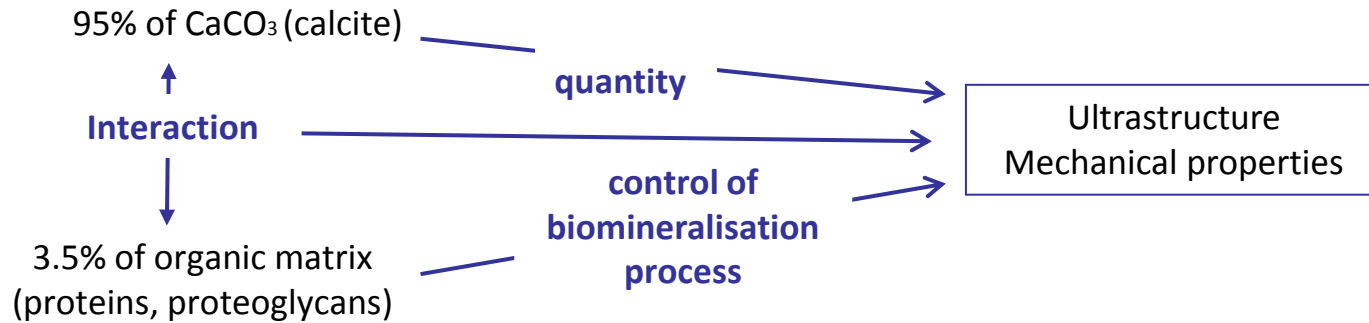 95% of CaCO₃ (calcite)
quantity
Interaction
Ultrastructure
Mechanical properties
control of
biomineralisation
process
3.5% of organic matrix
(proteins, proteoglycans)